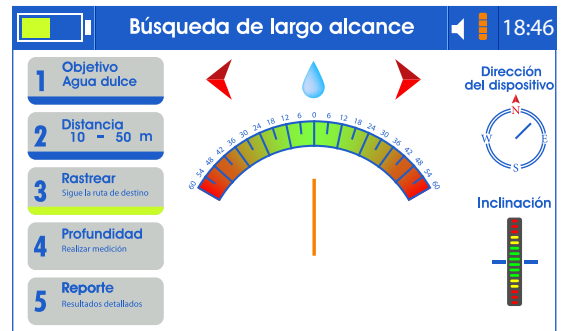 Búsqueda de largo alcance
18:46
1
Objetivo
Agua dulce
2
Distancia
10 - 50 m
3
Rastrear
Sigue la ruta de destino
4
Profundidad
Realizar medición
5
Reporte
Resultados detallados
60 54 48 42 36 30 24 18 12 6 0 6 12 18 24 30 36 42 48 54 60
Dirección
del dispositivo
N
W E
S
Inclinación